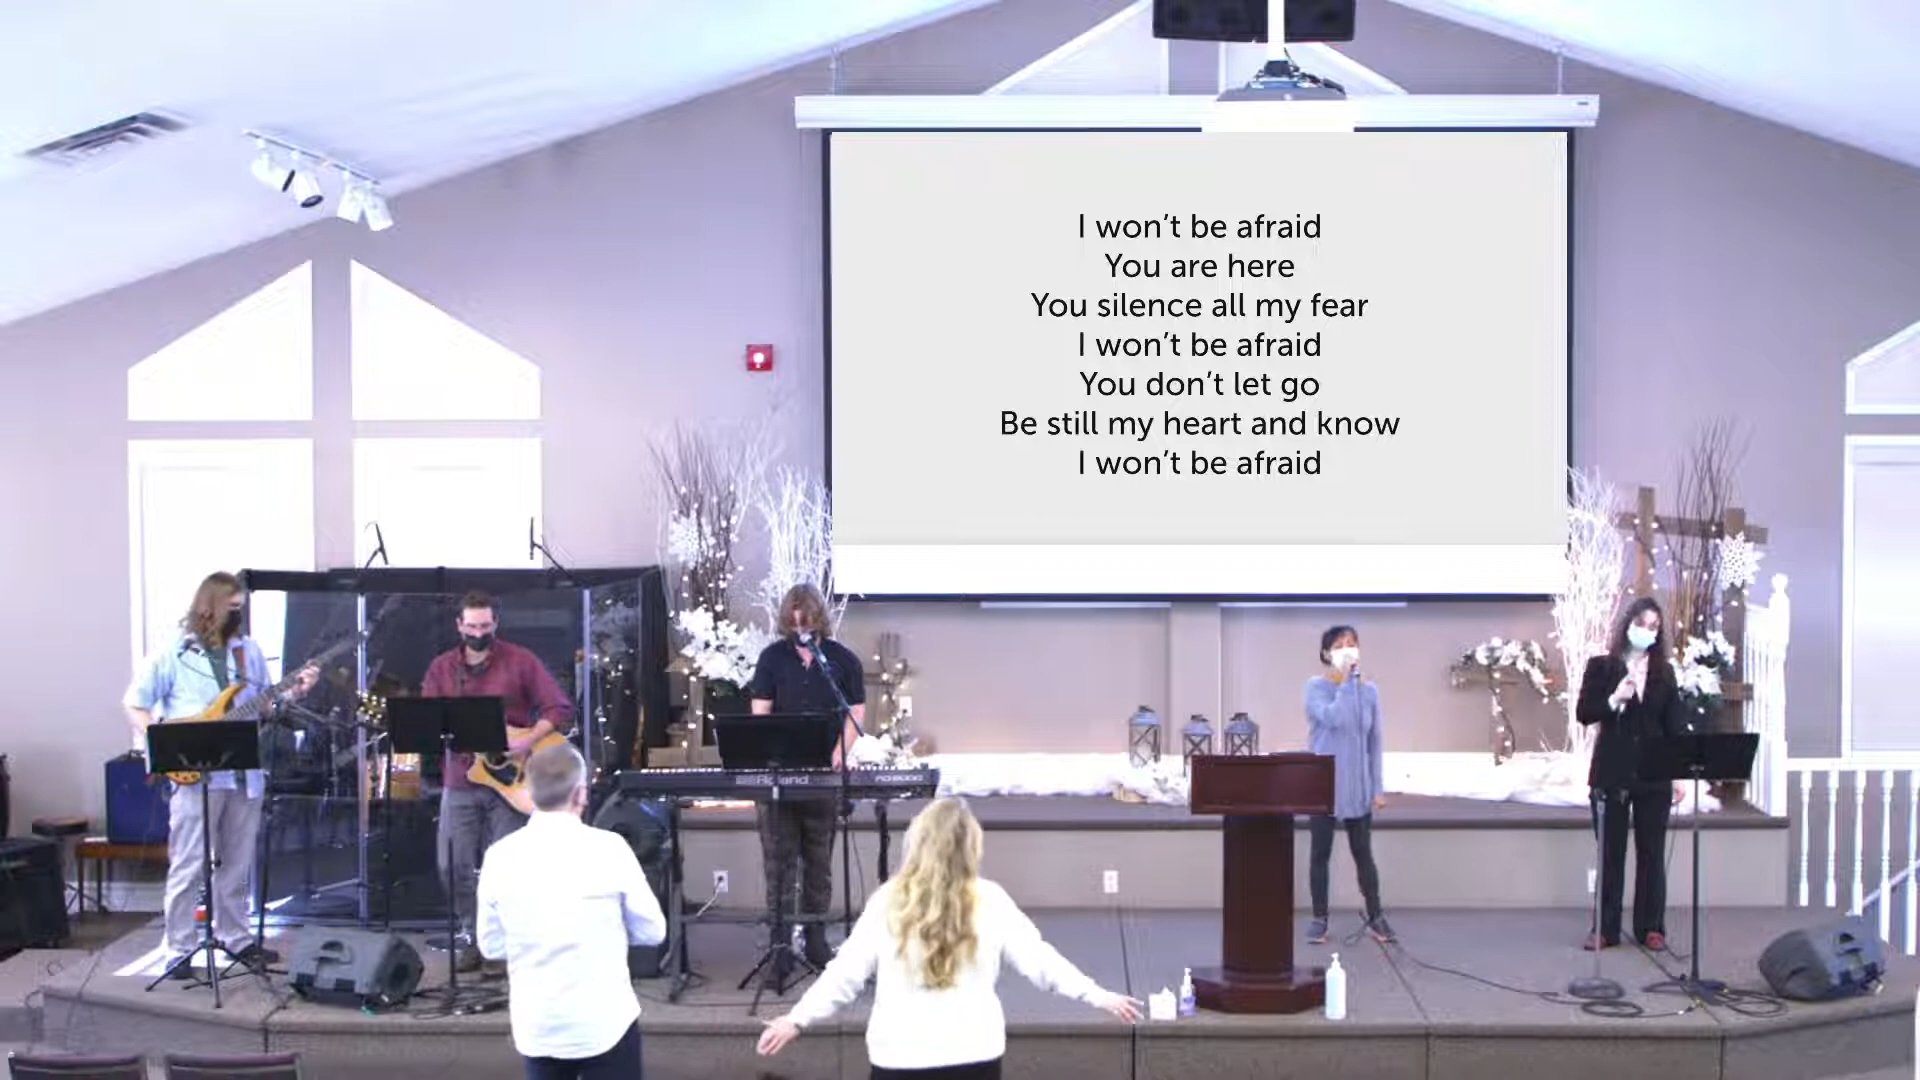 I won't be afraid
You are here
You silence all my fear
I won't be afraid
You don't let go
Be still my heart and know
I won't be afraid
Roland